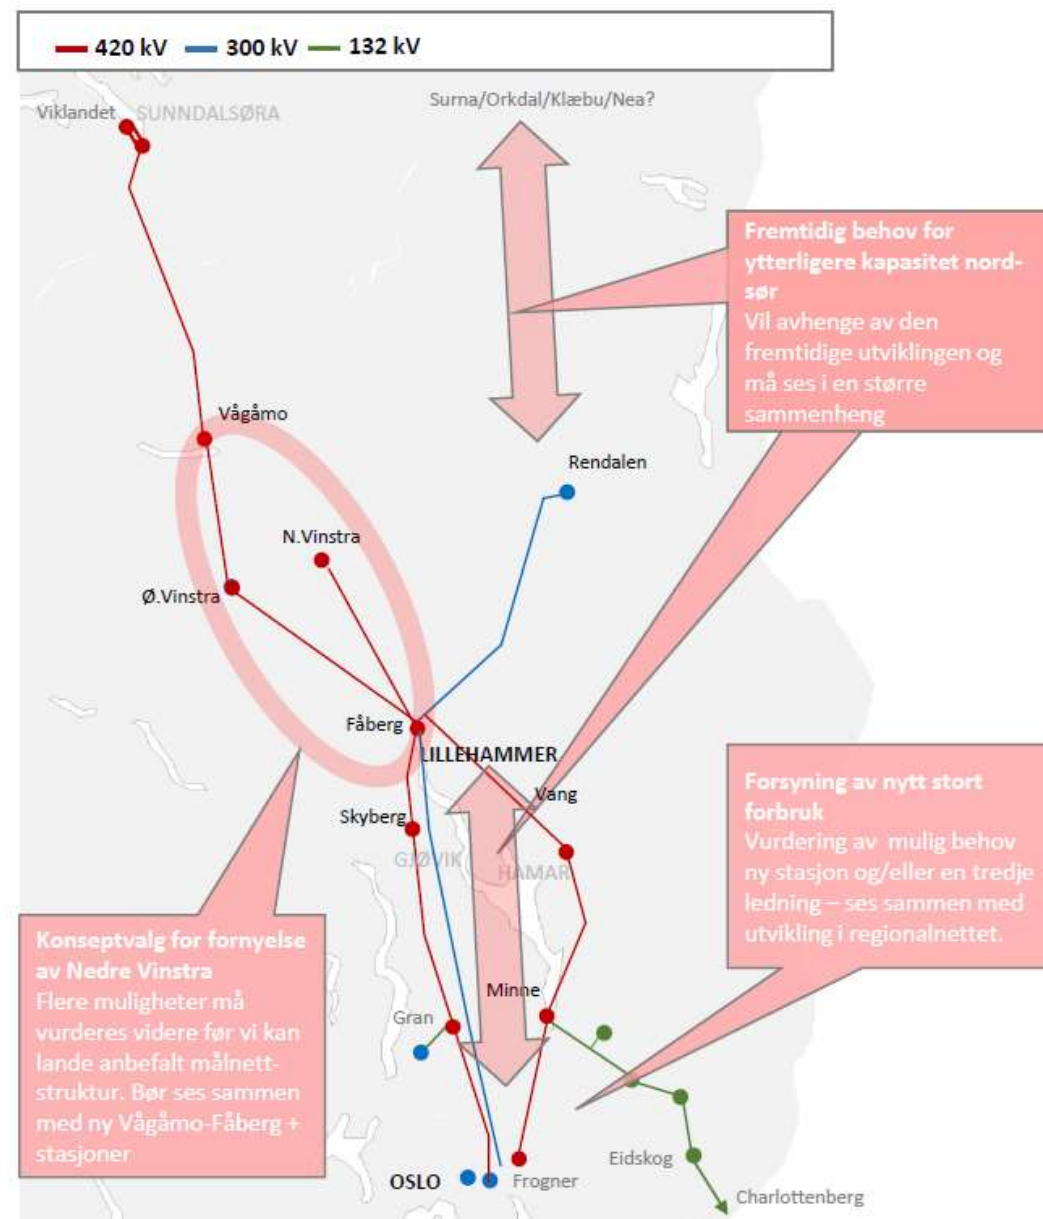 420 kV 300 kV 132 kV
Viklandet SUNNDALSØRA
Surna/Orkdal/Klæbu/Nea?
Fremtidig behov for
ytterligere kapasitet nord-
sør
Vil avhenge av den
fremtidige utviklingen og
må ses i en større
sammenheng
Vågåmo
Rendalen
N.Vinstra
Ø.Vinstra
Fåberg
LILLEHAMMER
Vang
Skyberg
GJØVIK
HAMAR
Forsyning av nytt stort
forbruk
Vurdering av mulig behov
ny stasjon og/eller en tredje
ledning – ses sammen med
utvikling i regionalnettet.
Konseptvalg for fornyelse
av Nedre Vinstra
Flere muligheter må
vurderes videre før vi kan
lande anbefalt målnett-
struktur. Bør ses sammen
med ny Vågåmo-Fåberg +
stasjoner
Minne
Gran
Eidskog
OSLO
Frogner
Charlottenberg